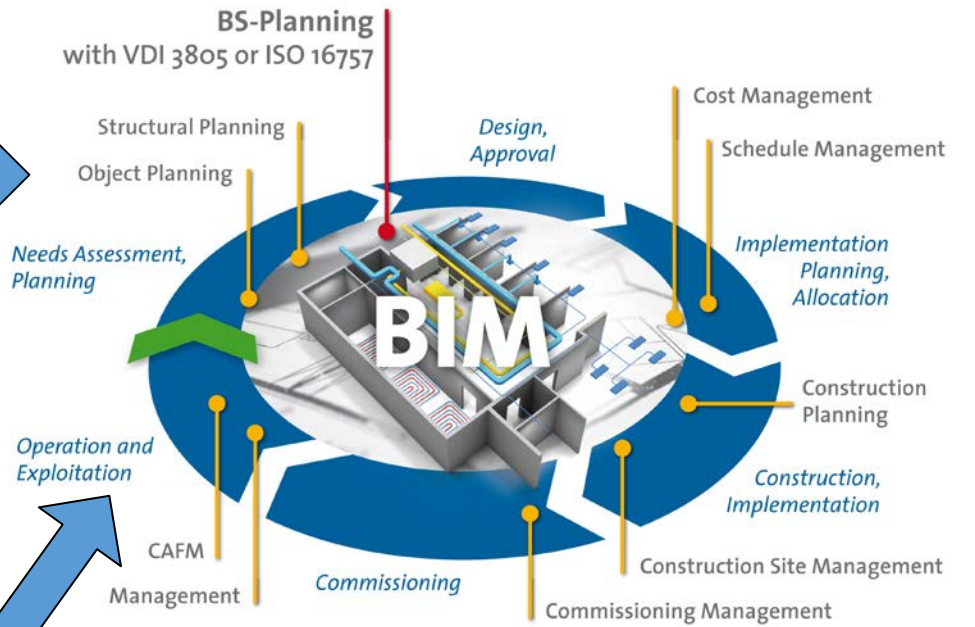 BS-Planning
with VDI 3805 or ISO 16757
Structural Planning
Object Planning
Design,
Approval
Cost Management
Schedule Management
Needs Assessment,
Planning
Implementation
Planning,
Allocation
BIM
Construction
Planning
Operation and
Exploitation
Construction,
Implementation
CAFM
Management
Commissioning
Construction Site Management
Commissioning Management